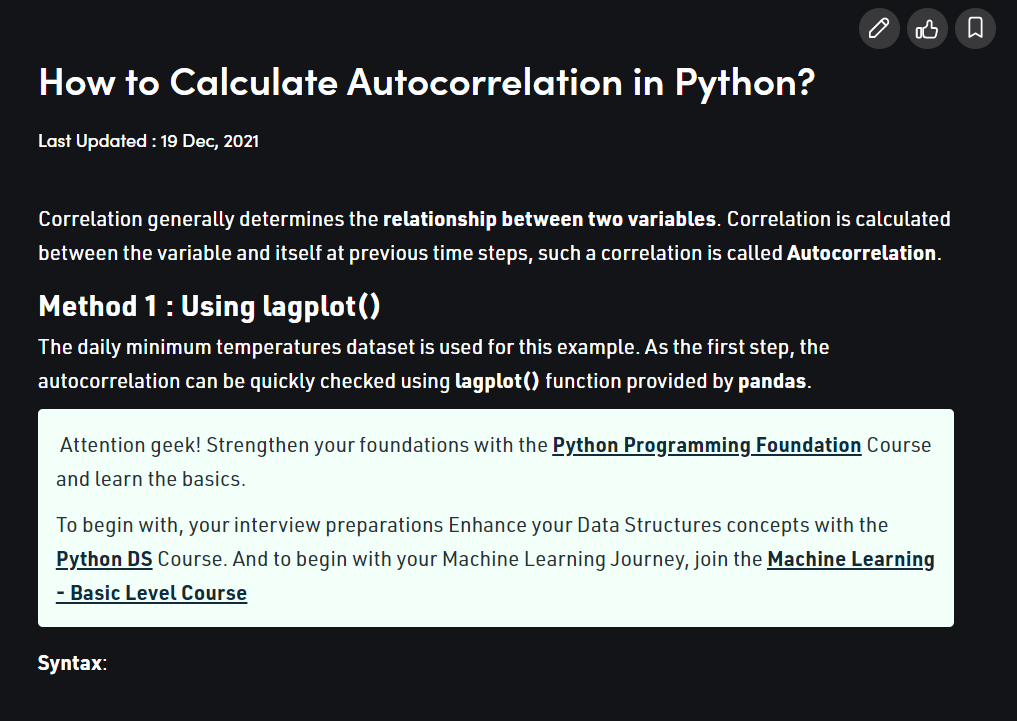 How to Calculate Autocorrelation in Python?
Last Updated : 19 Dec, 2021
Correlation generally determines the relationship between two variables. Correlation is calculated
between the variable and itself at previous time steps, such a correlation is called Autocorrelation.
Method 1 : Using lagplot()
The daily minimum temperatures dataset is used for this example. As the first step, the
autocorrelation can be quickly checked using lagplot() function provided by pandas.
Attention geek! Strengthen your foundations with the Python Programming Foundation Course
and learn the basics.
To begin with, your interview preparations Enhance your Data Structures concepts with the
Python DS Course. And to begin with your Machine Learning Journey, join the Machine Learning
- Basic Level Course
Syntax: